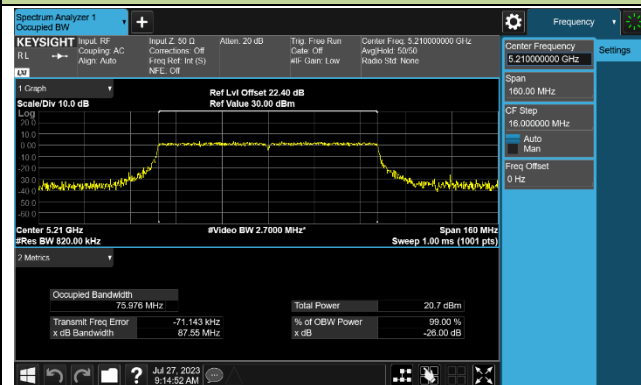 Spectrum Analyzer 1
Occupied BW
+
Frequency
KEYSIGHT
Input: RF
Coupling: AC
Align: Auto
Input Z: 50 Ω
Corrections: Off
Freq Ref: Int (S)
NFE: Off
Atten: 20 dB
Trig: Free Run
Gate: Off
#IF Gain: Low
Center Freq: 5.210000000 GHz
Avg|Hold: 50/50
Radio Std: None
RL
LXI
Center Frequency
5.210000000 GHz
Settings
Span
160.00 MHz
CF Step
16.000000 MHz
Auto
Man
Freq Offset
0 Hz
1 Graph
Scale/Div 10.0 dB
Ref Lvl Offset 22.40 dB
Ref Value 30.00 dBm
Log
20.0
10.0
0.00
-10.0
-20.0
-30.0
-40.0
-50.0
-60.0
Center 5.21 GHz
#Res BW 820.00 kHz
#Video BW 2.7000 MHz*
Span 160 MHz
Sweep 1.00 ms (1001 pts)
2 Metrics
Occupied Bandwidth
75.976 MHz
Total Power 20.7 dBm
Transmit Freq Error -71.143 kHz
% of OBW Power 99.00 %
x dB Bandwidth 87.55 MHz
x dB -26.00 dB
?
Jul 27, 2023
9:14:52 AM